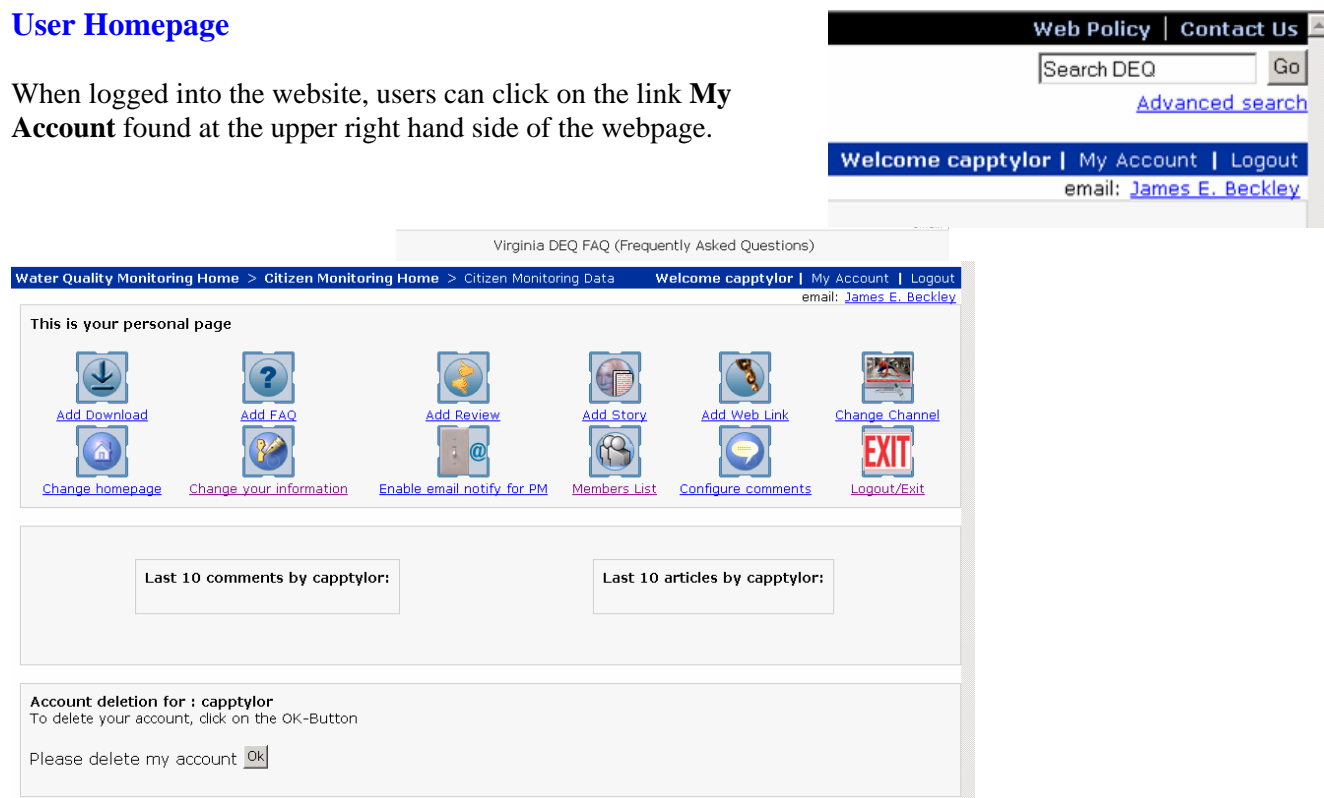 User Homepage
When logged into the website, users can click on the link My
Account found at the upper right hand side of the webpage.
Web Policy | Contact Us
Search DEQ Go
Advanced search
Welcome capptylor | My Account | Logout
email: James E. Beckley
Virginia DEQ FAQ (Frequently Asked Questions)
Water Quality Monitoring Home > Citizen Monitoring Home > Citizen Monitoring Data Welcome capptylor | My Account | Logout
email: James E. Beckley
This is your personal page
Add Download Add FAQ Add Review Add Story Add Web Link Change Channel
EXIT
Change homepage Change your information Enable email notify for PM Members List Configure comments Logout/Exit
Last 10 comments by capptylor: Last 10 articles by capptylor:
Account deletion for : capptylor
To delete your account, click on the OK-Button
Please delete my account Ok